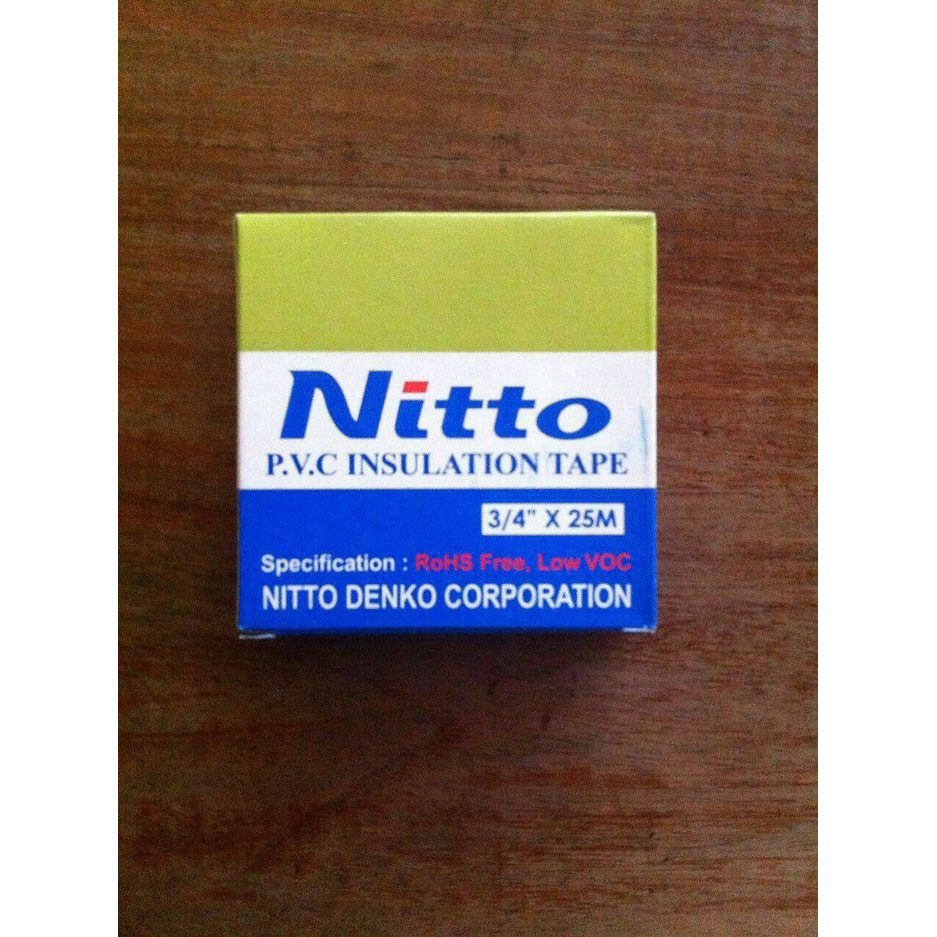 Nitto
P.V.C INSULATION TAPE
3/4" X 25M
Specification : RoHS Free, Low VOC
NITTO DENKO CORPORATION